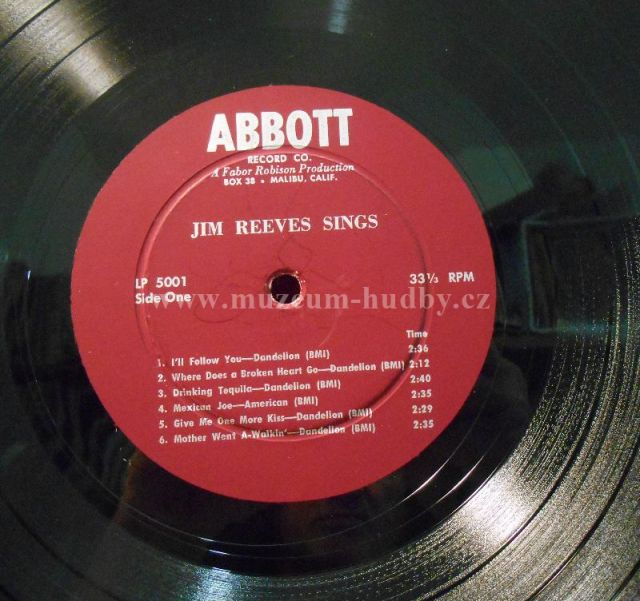 ABBOTT
RECORD CO.
A Fabor Robison Production
BOX 38 • MALIBU, CALIF.
JIM REEVES SINGS
LP 5001
33⅓ RPM
Side One
www.muzeum-hudby.cz
Time
1. I'll Follow You—Dandelion (BMI) 2:36
2. Where Does a Broken Heart Go—Dandelion (BMI) 2:12
3. Drinking Tequila—Dandelion (BMI) 2:40
4. Mexican Joe—American (BMI) 2:35
5. Give Me One More Kiss—Dandelion (BMI) 2:29
6. Mother Went A-Walkin'—Dandelion (BMI) 2:35